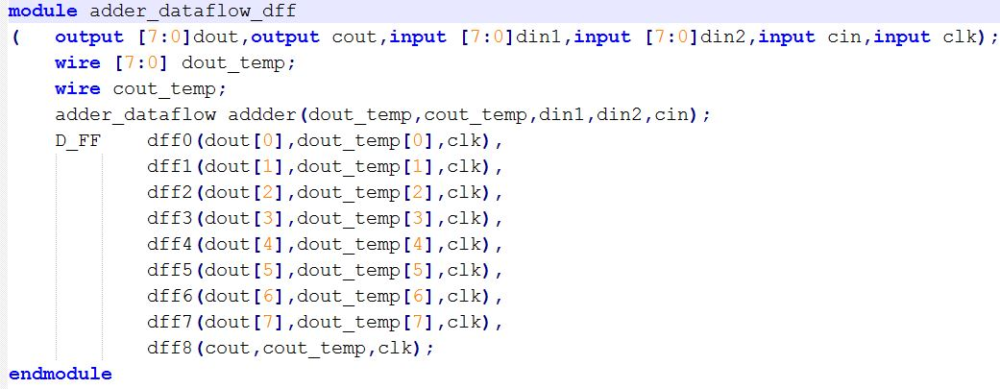 module adder_dataflow_dff
(   output [7:0]dout,output cout,input [7:0]din1,input [7:0]din2,input cin,input clk);
    wire [7:0] dout_temp;
    wire cout_temp;
    adder_dataflow addder(dout_temp,cout_temp,din1,din2,cin);
    D_FF    dff0(dout[0],dout_temp[0],clk),
            dff1(dout[1],dout_temp[1],clk),
            dff2(dout[2],dout_temp[2],clk),
            dff3(dout[3],dout_temp[3],clk),
            dff4(dout[4],dout_temp[4],clk),
            dff5(dout[5],dout_temp[5],clk),
            dff6(dout[6],dout_temp[6],clk),
            dff7(dout[7],dout_temp[7],clk),
            dff8(cout,cout_temp,clk);
endmodule